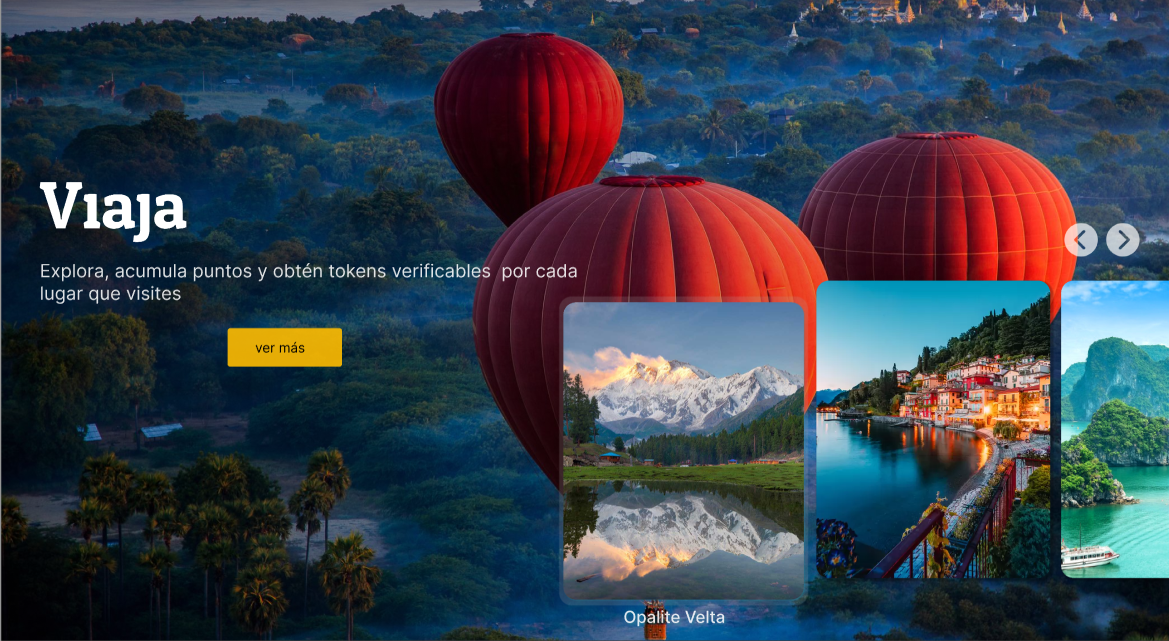 Viaja
Explora, acumula puntos y obtén tokens verificables  por cada
lugar que visites
ver más
Opalite Velta